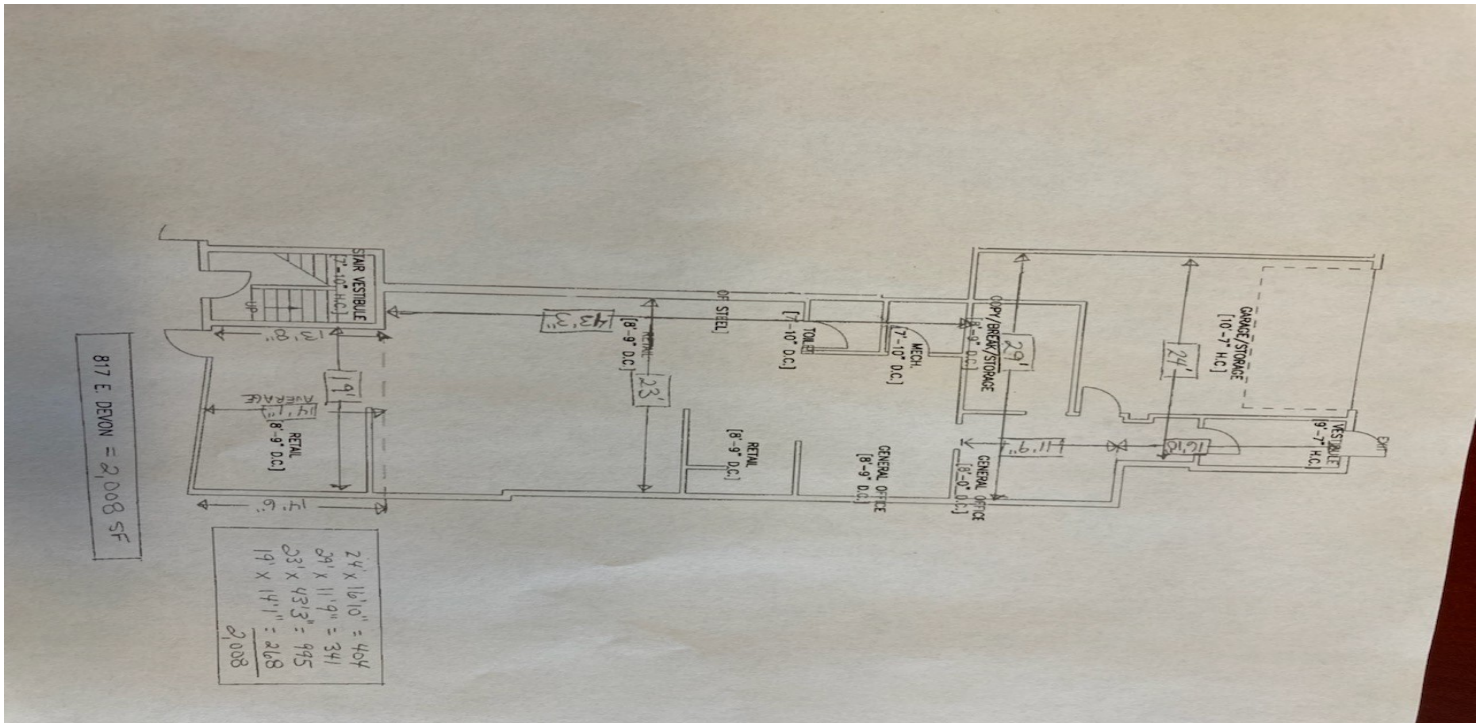 EXIT
VESTIBULE
[9'-7" H.C.]
GARAGE/STORAGE
[10'-7" H.C.]
24'
16'10"
11'9"
29'
COPY/BREAK/STORAGE
[8'-9" D.C.]
GENERAL OFFICE
[8'-0" D.C.]
MECH.
[7'-10" D.C.]
GENERAL OFFICE
[8'-9" D.C.]
TOILET
[7'-10" D.C.]
RETAIL
[8'-9" D.C.]
OF STEEL]
RETAIL
[8'-9" D.C.]
23'
43'3"
STAIR VESTIBULE
[7'-10" H.C.]
UP
13'8"
19'
14'1"
AVERAGE
RETAIL
[8'-9" D.C.]
14'6"
24' X 16'10" = 404
29' X 11'9" = 341
23' X 43'3" = 995
19' X 14'1" = 268
2,008
817 E. DEVON = 2,008 SF